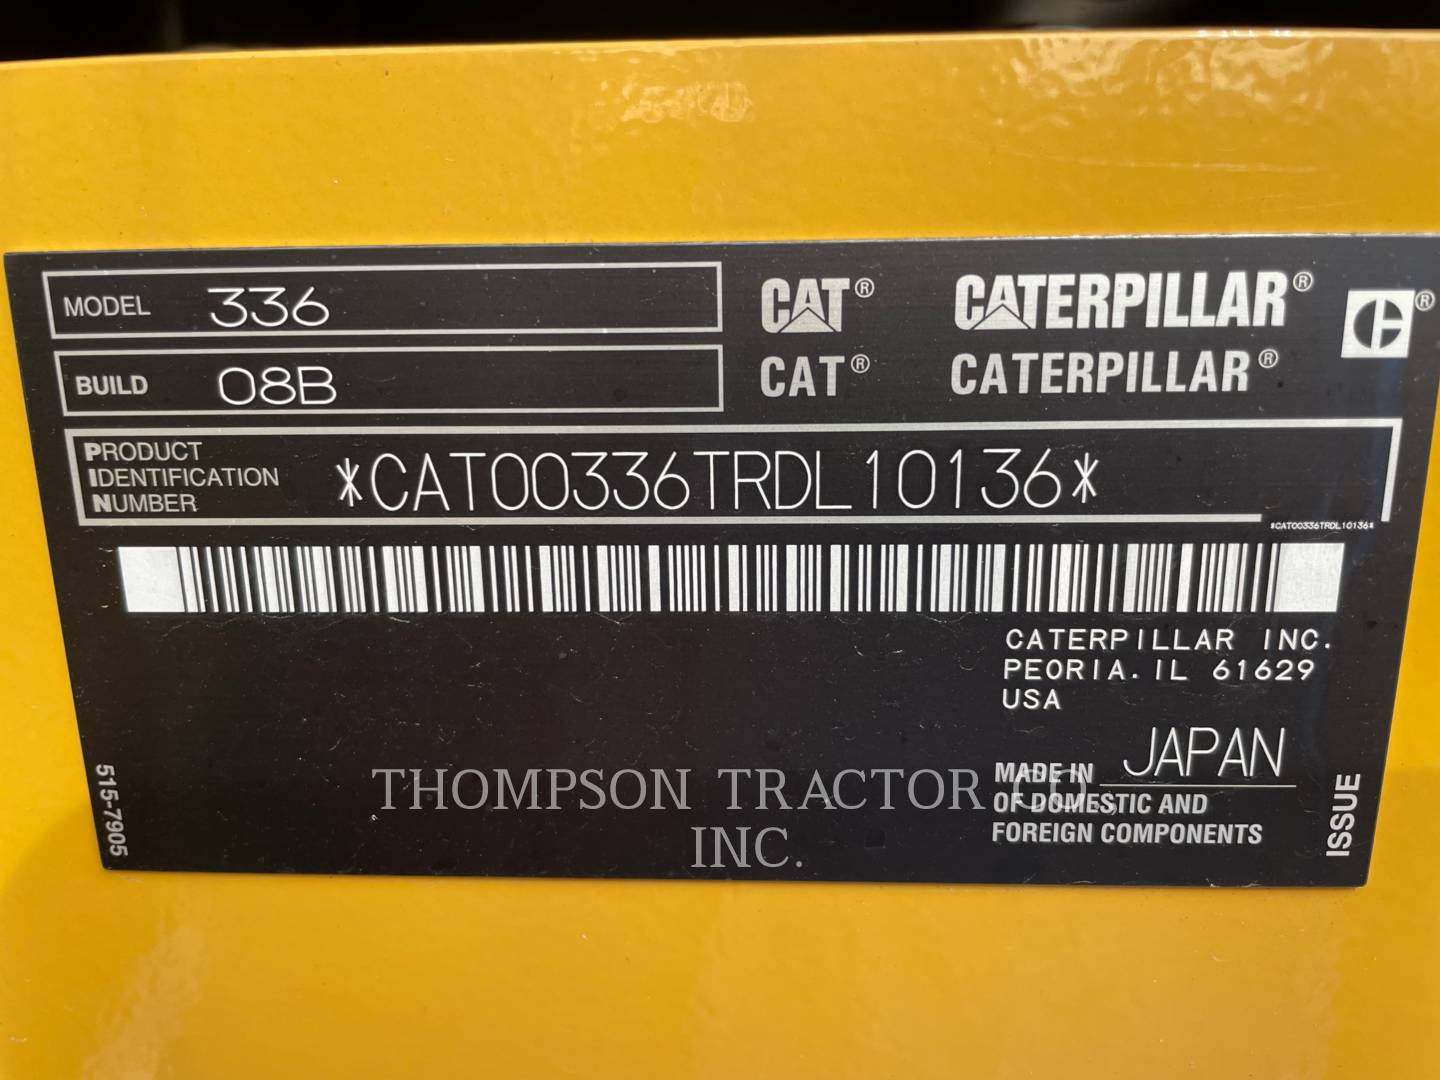 MODEL 336
BUILD 08B
CAT® CATERPILLAR® ®
CAT® CATERPILLAR®
PRODUCT
IDENTIFICATION
NUMBER
*CAT00336TRDL10136*
*CAT00336TRDL10136*
CATERPILLAR INC.
PEORIA. IL 61629
USA
MADE IN JAPAN
OF DOMESTIC AND
FOREIGN COMPONENTS
515-7905
ISSUE
THOMPSON TRACTOR CO.,
INC.